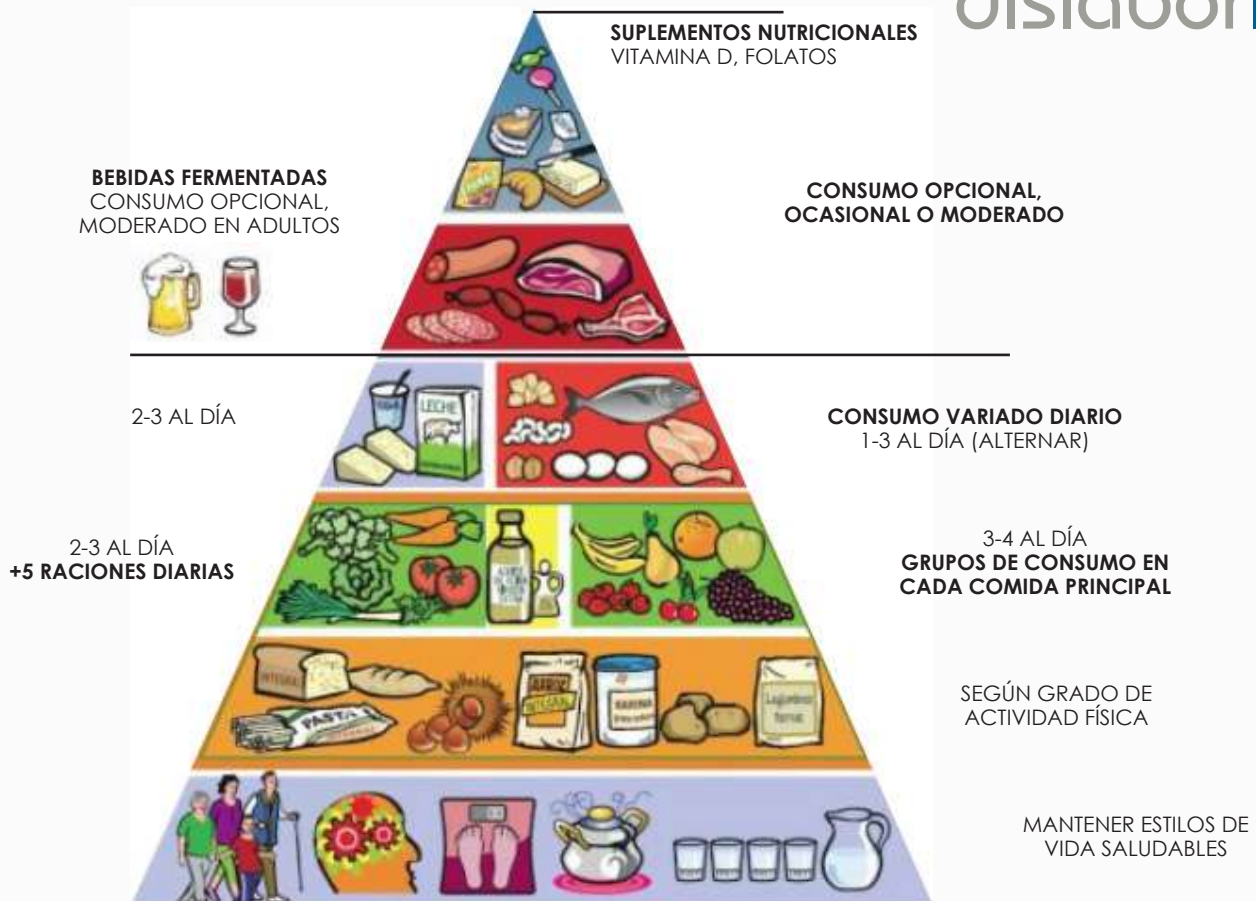 dislabor
SUPLEMENTOS NUTRICIONALES
VITAMINA D, FOLATOS
BEBIDAS FERMENTADAS
CONSUMO OPCIONAL,
MODERADO EN ADULTOS
CONSUMO OPCIONAL,
OCASIONAL O MODERADO
2-3 AL DÍA
LECHE
CONSUMO VARIADO DIARIO
1-3 AL DÍA (ALTERNAR)
2-3 AL DÍA
+5 RACIONES DIARIAS
3-4 AL DÍA
GRUPOS DE CONSUMO EN
CADA COMIDA PRINCIPAL
INTEGRAL
PASTA
ARROZ
INTEGRAL
HARINA
SEGÚN GRADO DE
ACTIVIDAD FÍSICA
MANTENER ESTILOS DE
VIDA SALUDABLES